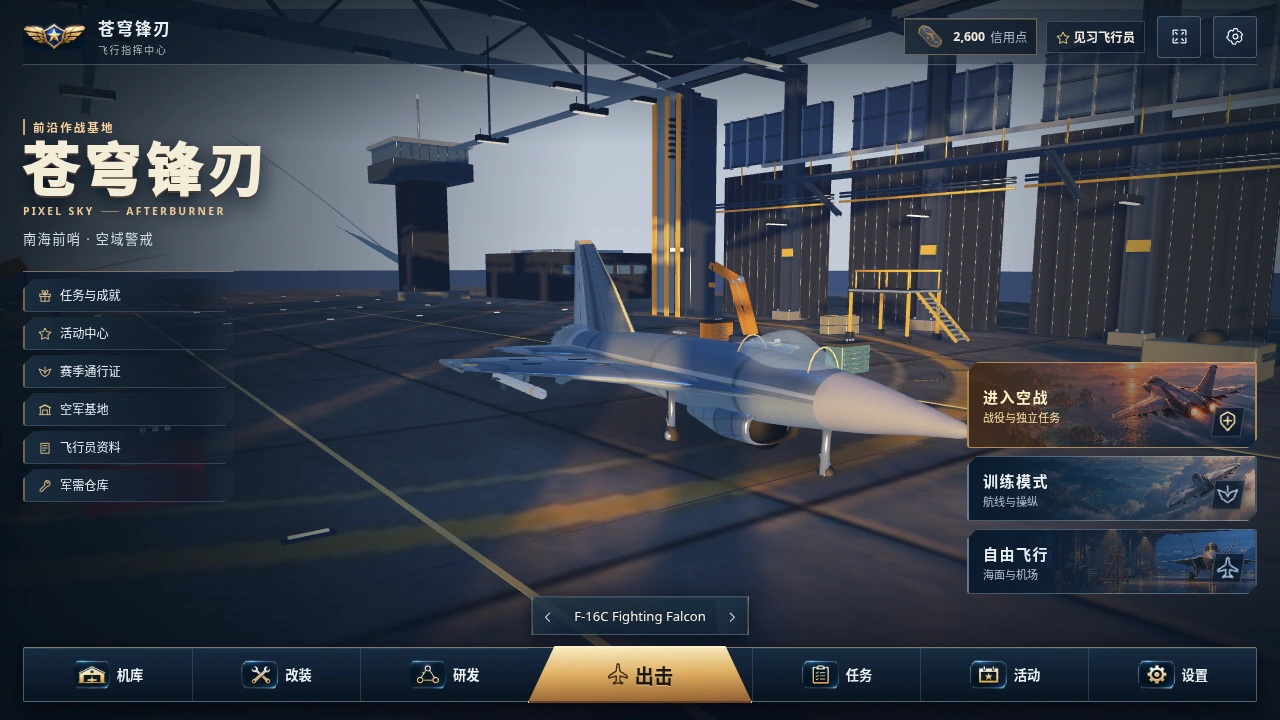 苍穹锋刃
飞行指挥中心
2,600 信用点
见习飞行员
前沿作战基地
苍穹锋刃
PIXEL SKY — AFTERBURNER
南海前哨 · 空域警戒
任务与成就
活动中心
赛季通行证
空军基地
飞行员资料
军需仓库
进入空战
战役与独立任务
训练模式
航线与操纵
自由飞行
海面与机场
F-16C Fighting Falcon
机库
改装
研发
出击
任务
活动
设置